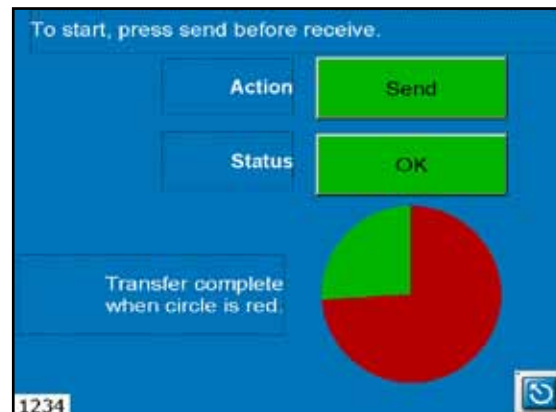 To start, press send before receive.
Action
Send
Status
OK
Transfer complete
when circle is red.
1234